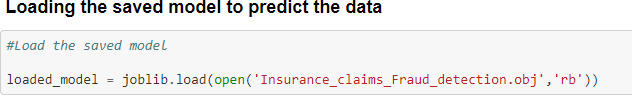 Loading the saved model to predict the data
#Load the saved model
loaded_model = joblib.load(open('Insurance_claims_Fraud_detection.obj','rb'))